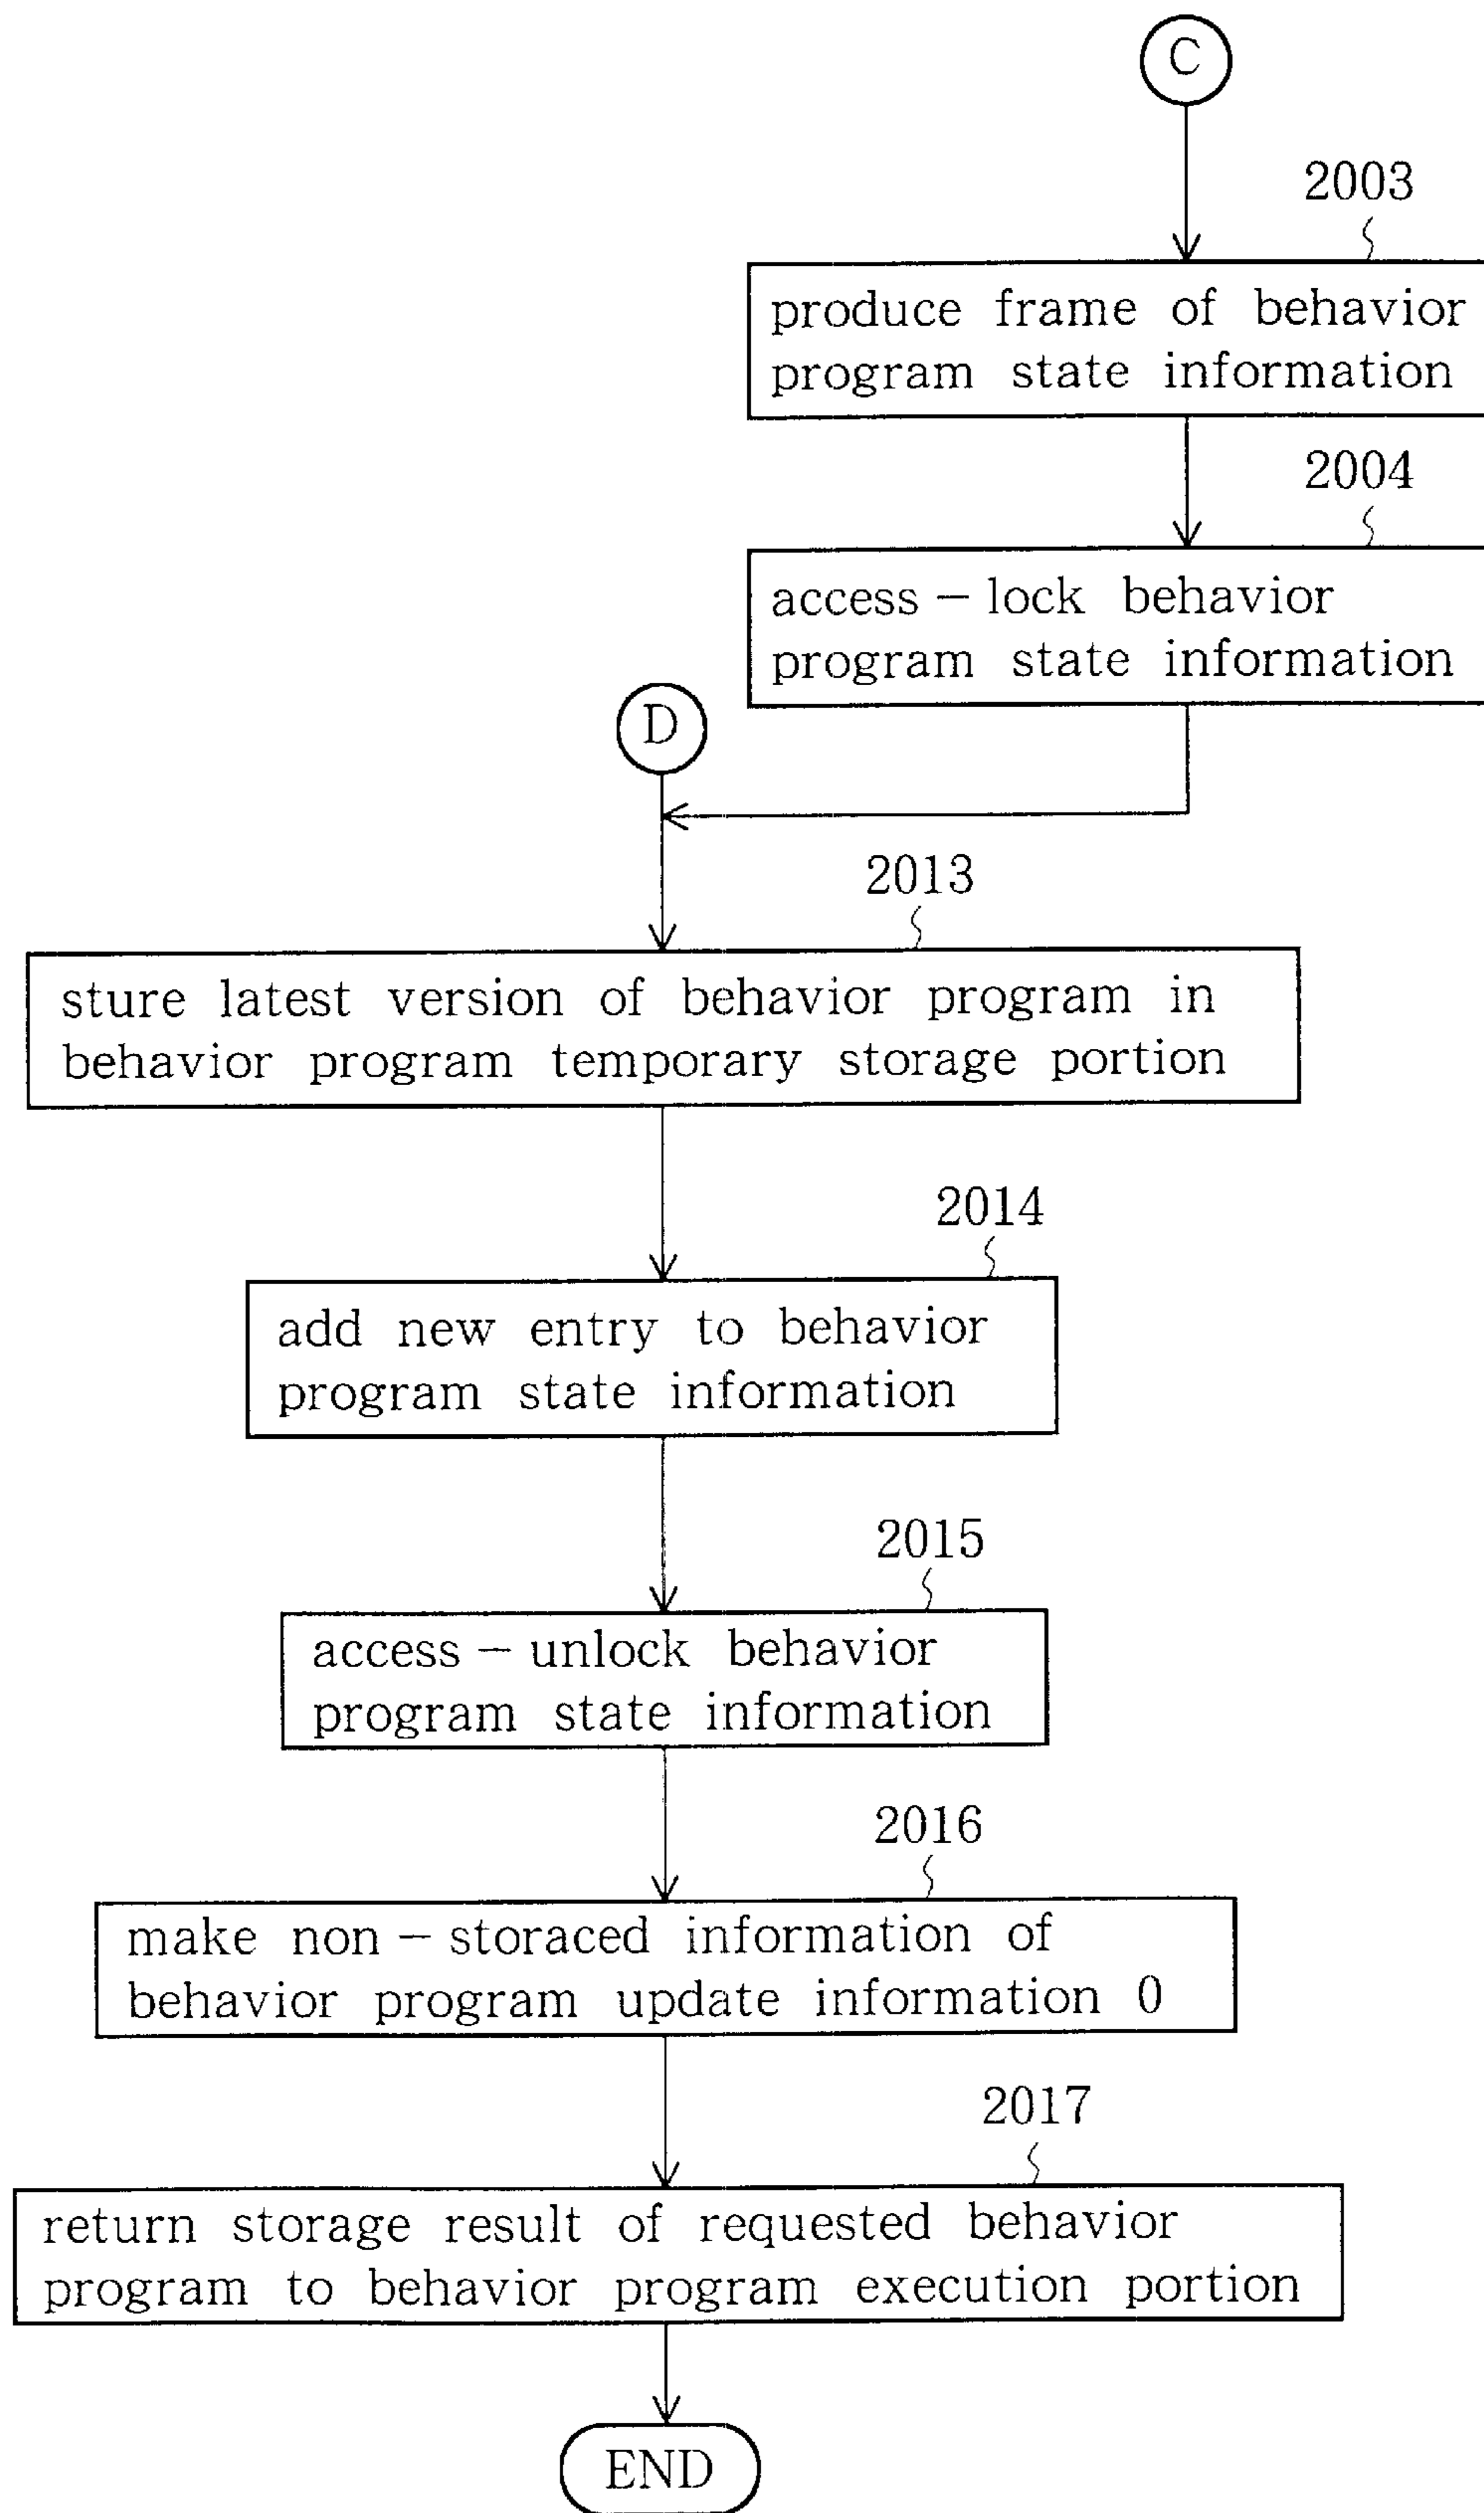 C
2003
produce frame of behavior
program state information
2004
access - lock behavior
program state information
D
2013
sture latest version of behavior program in
behavior program temporary storage portion
2014
add new entry to behavior
program state information
2015
access - unlock behavior
program state information
2016
make non - storaced information of
behavior program update information 0
2017
return storage result of requested behavior
program to behavior program execution portion
END